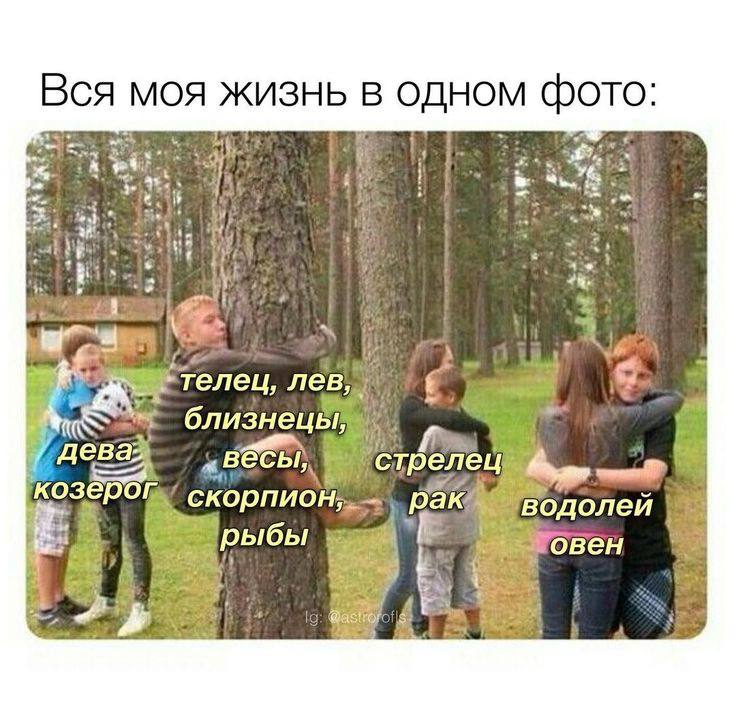 Вся моя жизнь в одном фото:
телец, лев,
близнецы,
весы,
скорпион,
рыбы
дева
козерог
стрелец
рак
водолей
овен
Ig: @astrorofls